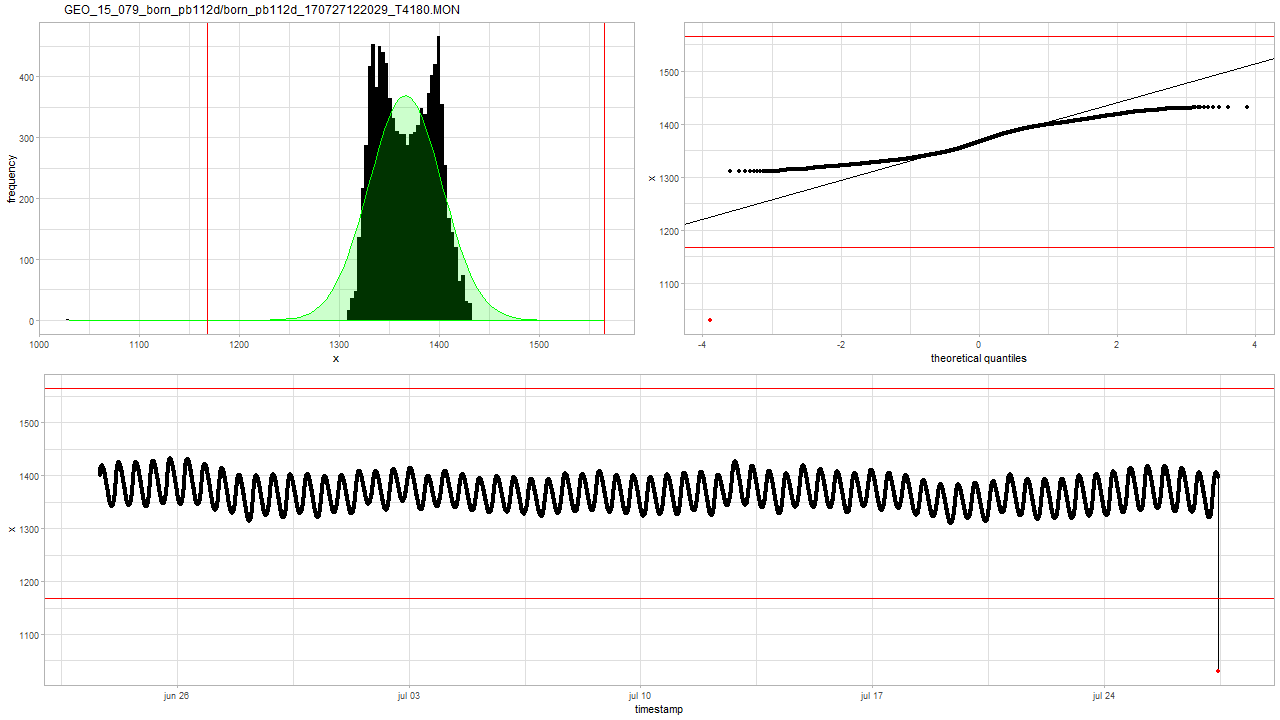 GEO_15_079_born_pb112d/born_pb112d_170727122029_T4180.MON
frequency
400
300
200
100
0
1000 1100 1200 1300 1400 1500
x
x
1500
1400
1300
1200
1100
-4 -2 0 2 4
theoretical quantiles
x
1500
1400
1300
1200
1100
jun 26 jul 03 jul 10 jul 17 jul 24
timestamp